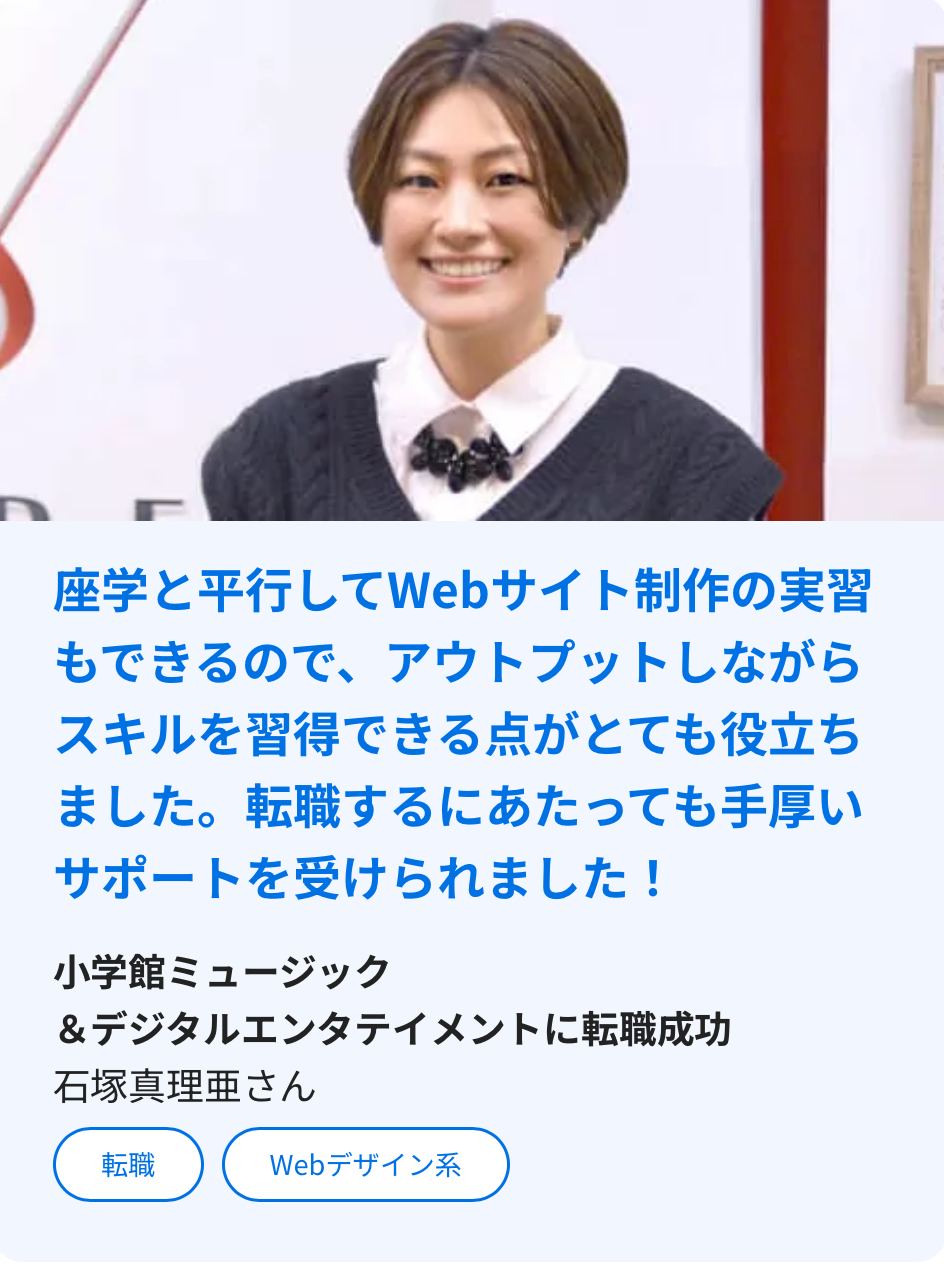 座学と平行してWebサイト制作の実習
もできるので、アウトプットしながら
スキルを習得できる点がとても役立ち
ました。転職するにあたっても手厚い
サポートを受けられました！
小学館ミュージック
＆デジタルエンタテイメントに転職成功
石塚真理亜さん
転職
Webデザイン系